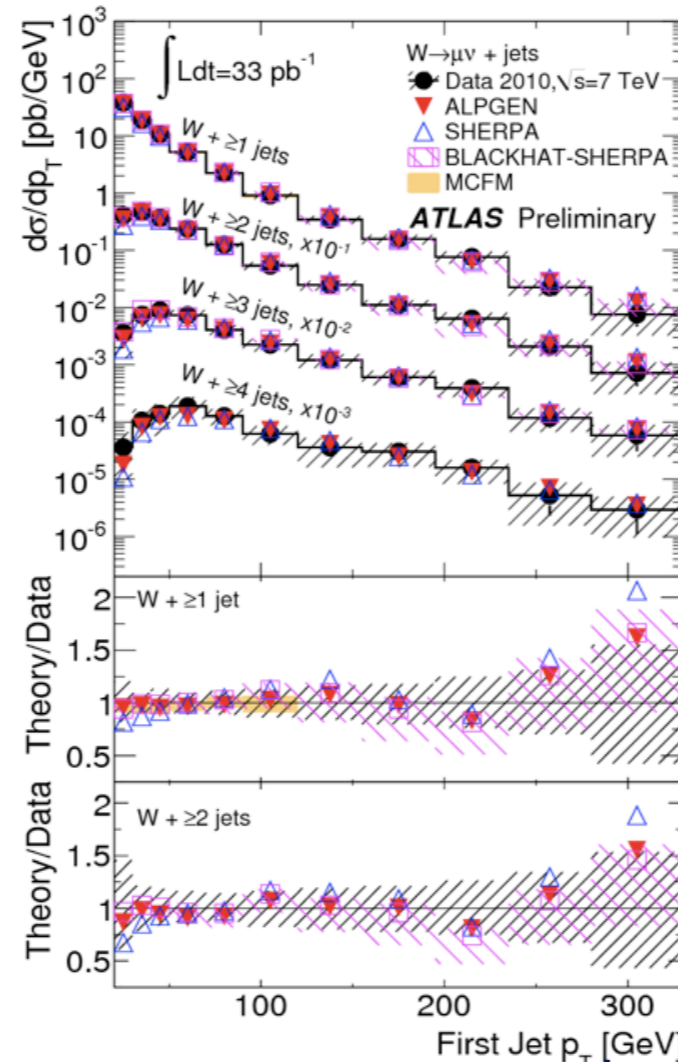 10³
10²
10
1
10⁻¹
10⁻²
10⁻³
10⁻⁴
10⁻⁵
10⁻⁶
dσ/dp_T [pb/GeV]
∫Ldt=33 pb⁻¹
W→μν + jets
Data 2010,√s=7 TeV
ALPGEN
SHERPA
BLACKHAT-SHERPA
MCFM
ATLAS Preliminary
W + ≥1 jets
W + ≥2 jets, x10⁻¹
W + ≥3 jets, x10⁻²
W + ≥4 jets, x10⁻³
Theory/Data
2
1.5
1
0.5
W + ≥1 jet
Theory/Data
2
1.5
1
0.5
W + ≥2 jets
100
200
300
First Jet p_T [GeV]